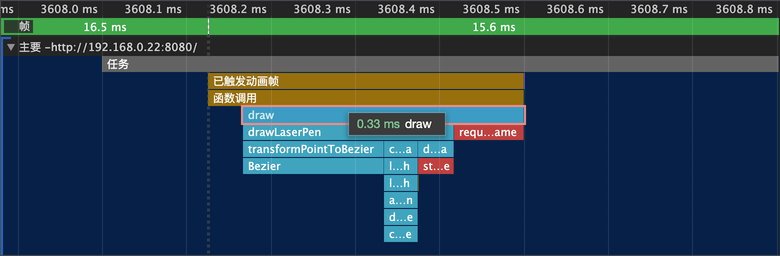 ms 3608.0 ms 3608.1 ms 3608.2 ms 3608.3 ms 3608.4 ms 3608.5 ms 3608.6 ms 3608.7 ms 3608.8 ms
帧 16.5 ms 15.6 ms
▼ 主要 -http://192.168.0.22:8080/
任务
已触发动画帧
函数调用
draw
0.33 ms draw
drawLaserPen requ...ame
transformPointToBezier c...a d...a
Bezier l...h st...e
l...h
a...n
d...e
c...e